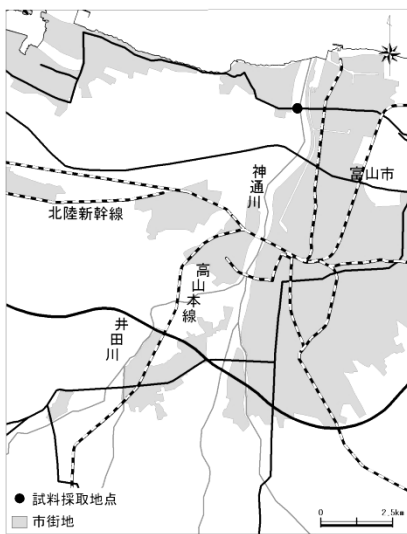 神通川
富山市
北陸新幹線
高山本線
井田川
● 試料採取地点
市街地
0 2.5km